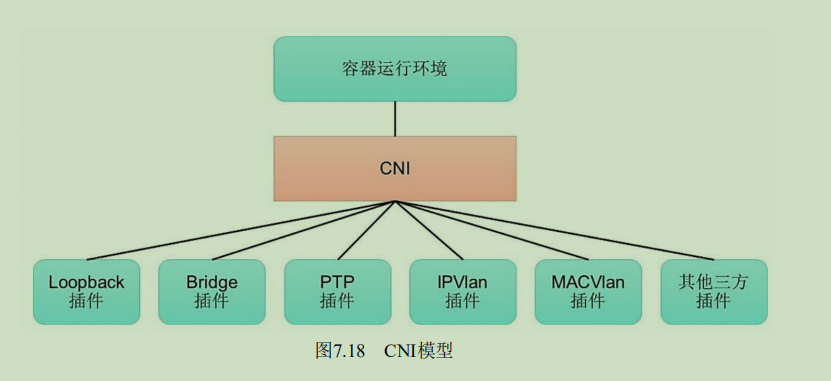 容器运行环境
CNI
Loopback
插件
Bridge
插件
PTP
插件
IPVlan
插件
MACVlan
插件
其他三方
插件
图7.18 CNI模型